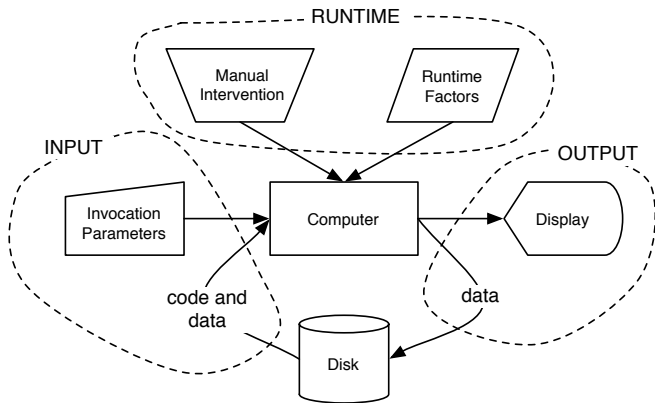 RUNTIME
Manual
Intervention
Runtime
Factors
INPUT
OUTPUT
Invocation
Parameters
Computer
Display
code and
data
data
Disk